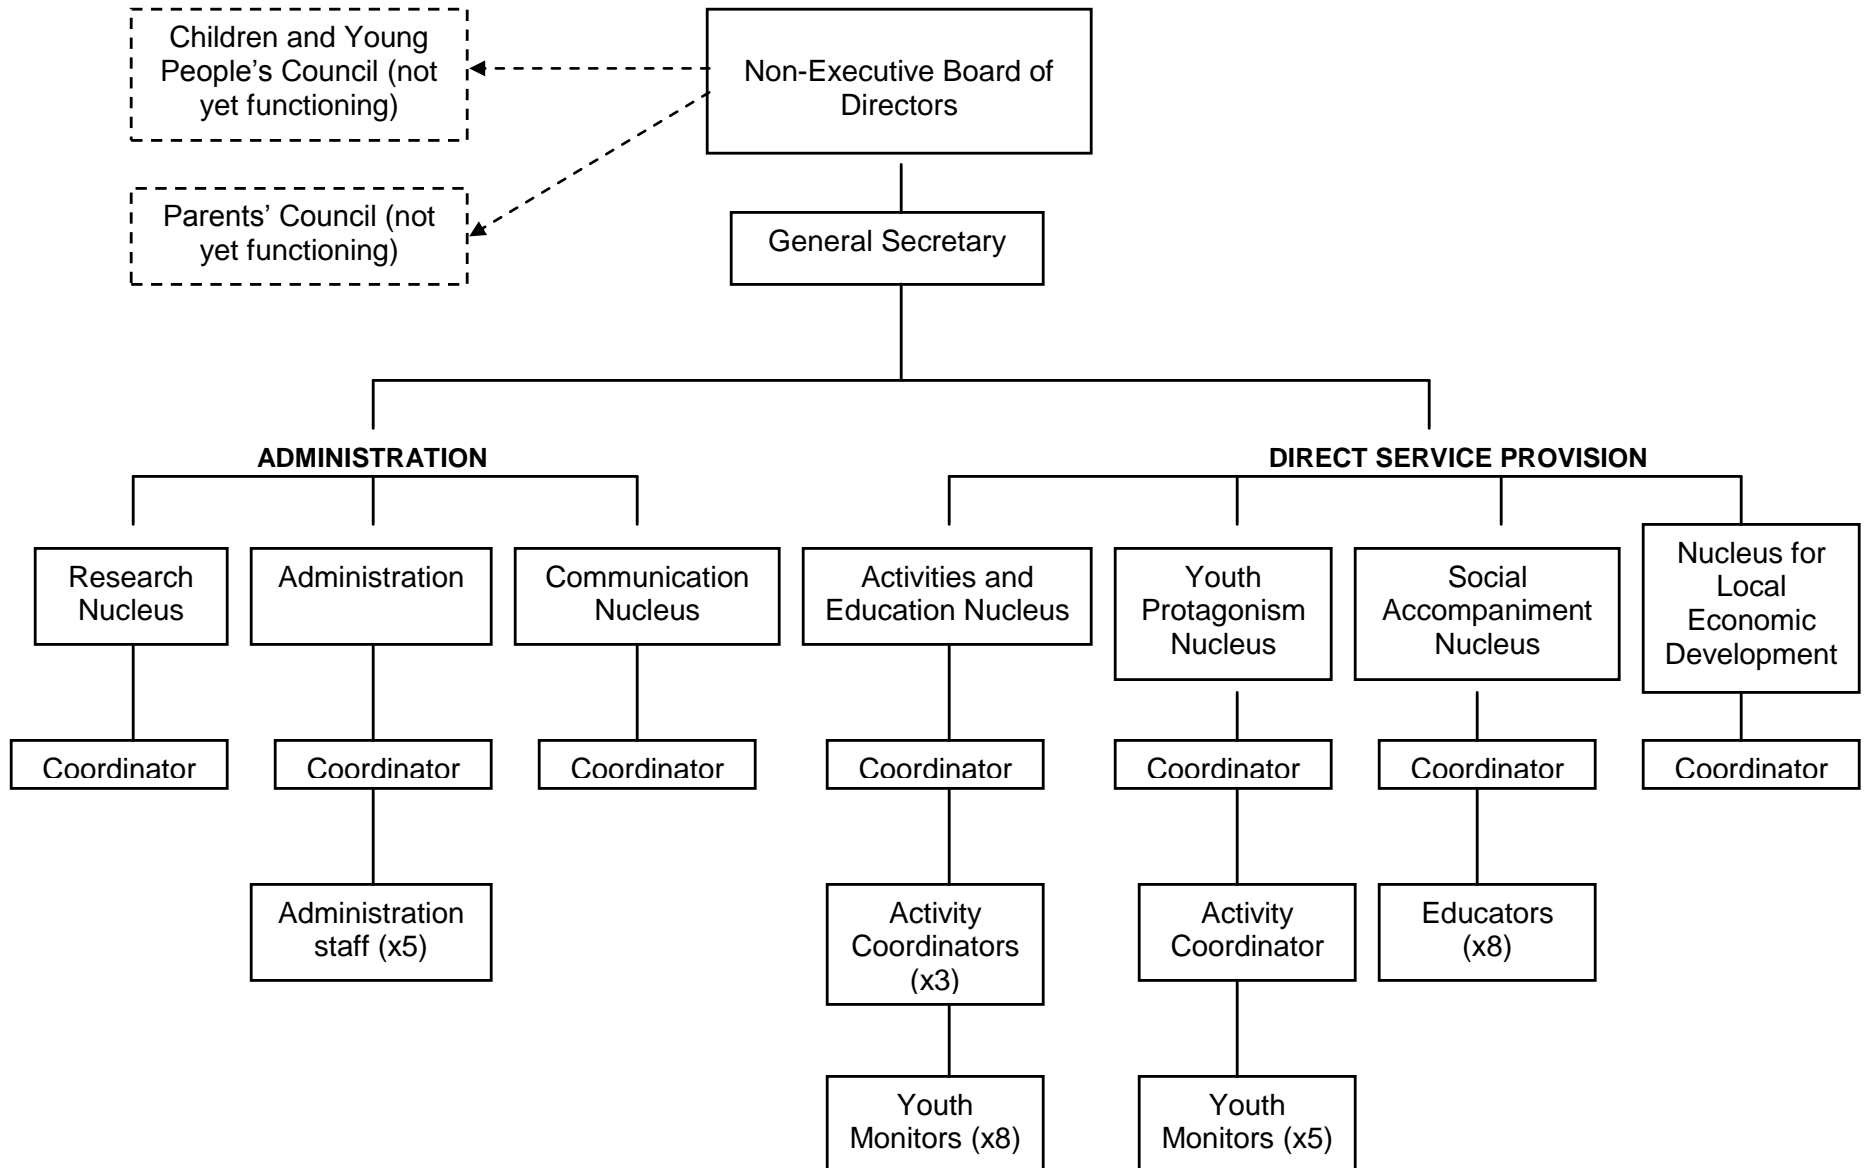 Children and Young
People’s Council (not
yet functioning)
Non-Executive Board of
Directors
Parents’ Council (not
yet functioning)
General Secretary
ADMINISTRATION
DIRECT SERVICE PROVISION
Research
Nucleus
Administration
Communication
Nucleus
Activities and
Education Nucleus
Youth
Protagonism
Nucleus
Social
Accompaniment
Nucleus
Nucleus for
Local
Economic
Development
Coordinator
Coordinator
Coordinator
Coordinator
Coordinator
Coordinator
Coordinator
Administration
staff (x5)
Activity
Coordinators
(x3)
Activity
Coordinator
Educators
(x8)
Youth
Monitors (x8)
Youth
Monitors (x5)